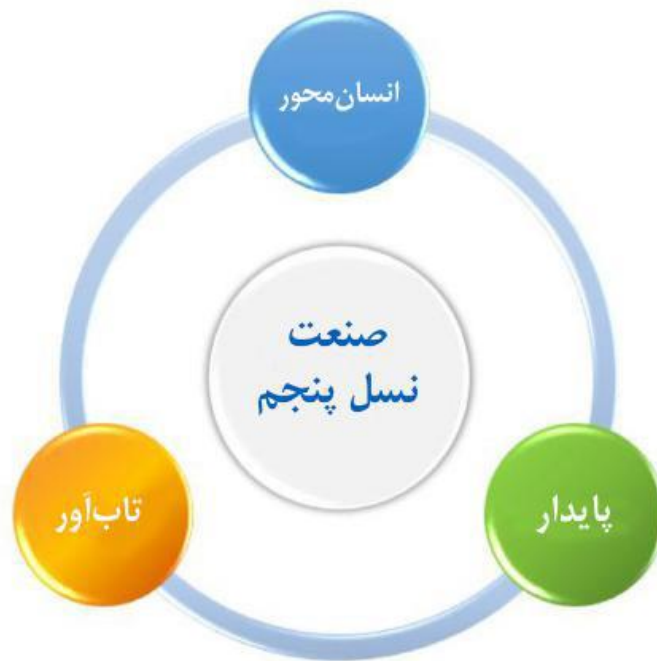 انسان‌محور
صنعت
نسل پنجم
تاب‌آور
پایدار